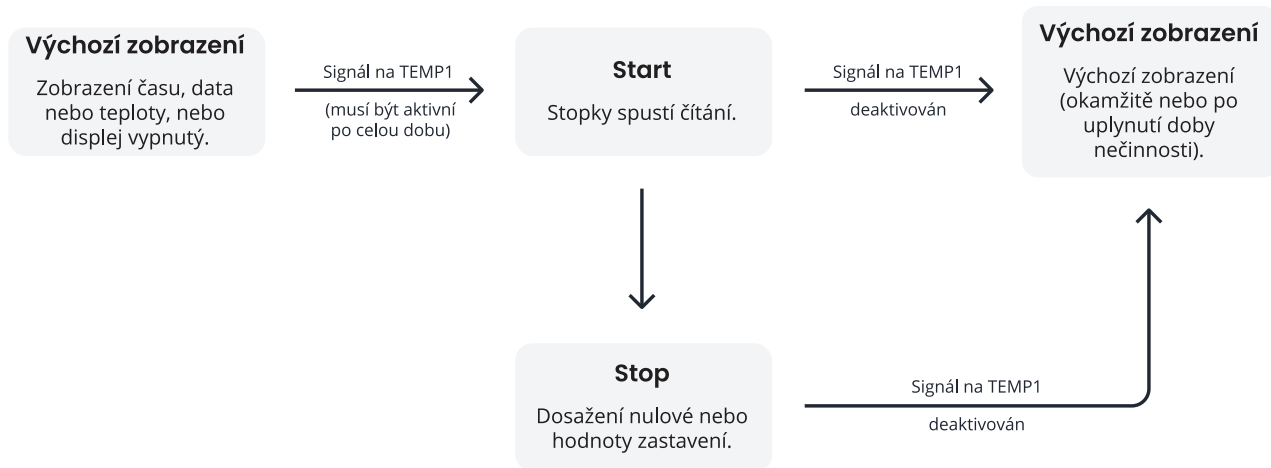 Výchozí zobrazení
Zobrazení času, data
nebo teploty, nebo
displej vypnutý.
Signál na TEMP1
(musí být aktivní
po celou dobu)
Start
Stopky spustí čítání.
Signál na TEMP1
deaktivován
Výchozí zobrazení
Výchozí zobrazení
(okamžitě nebo po
uplynutí doby
nečinnosti).
Stop
Dosažení nulové nebo
hodnoty zastavení.
Signál na TEMP1
deaktivován